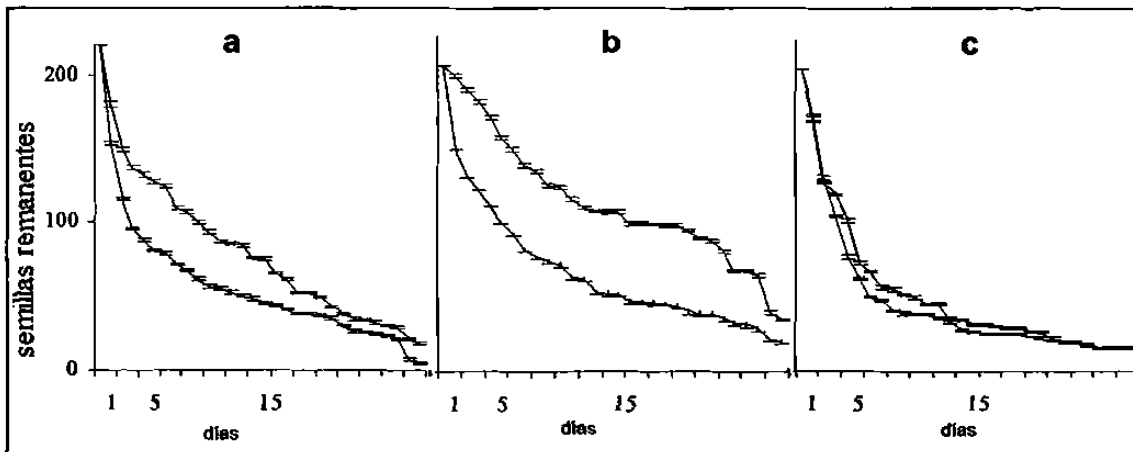 a b c
semillas remanentes
200
100
0
1 5 15 1 5 15 1 5 15
días días días